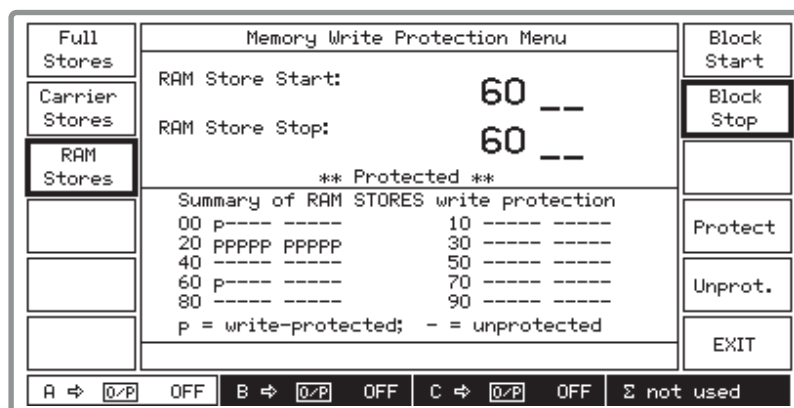 Full
Stores
Carrier
Stores
RAM
Stores
Memory Write Protection Menu
RAM Store Start: 60 __
RAM Store Stop: 60 __
** Protected **
Summary of RAM STORES write protection
00 p---- ----- 10 ----- -----
20 ppppp ppppp 30 ----- -----
40 ----- ----- 50 ----- -----
60 p---- ----- 70 ----- -----
80 ----- ----- 90 ----- -----
p = write-protected; - = unprotected
Block
Start
Block
Stop
Protect
Unprot.
EXIT
A ⇨ O/P OFF B ⇨ O/P OFF C ⇨ O/P OFF Σ not used